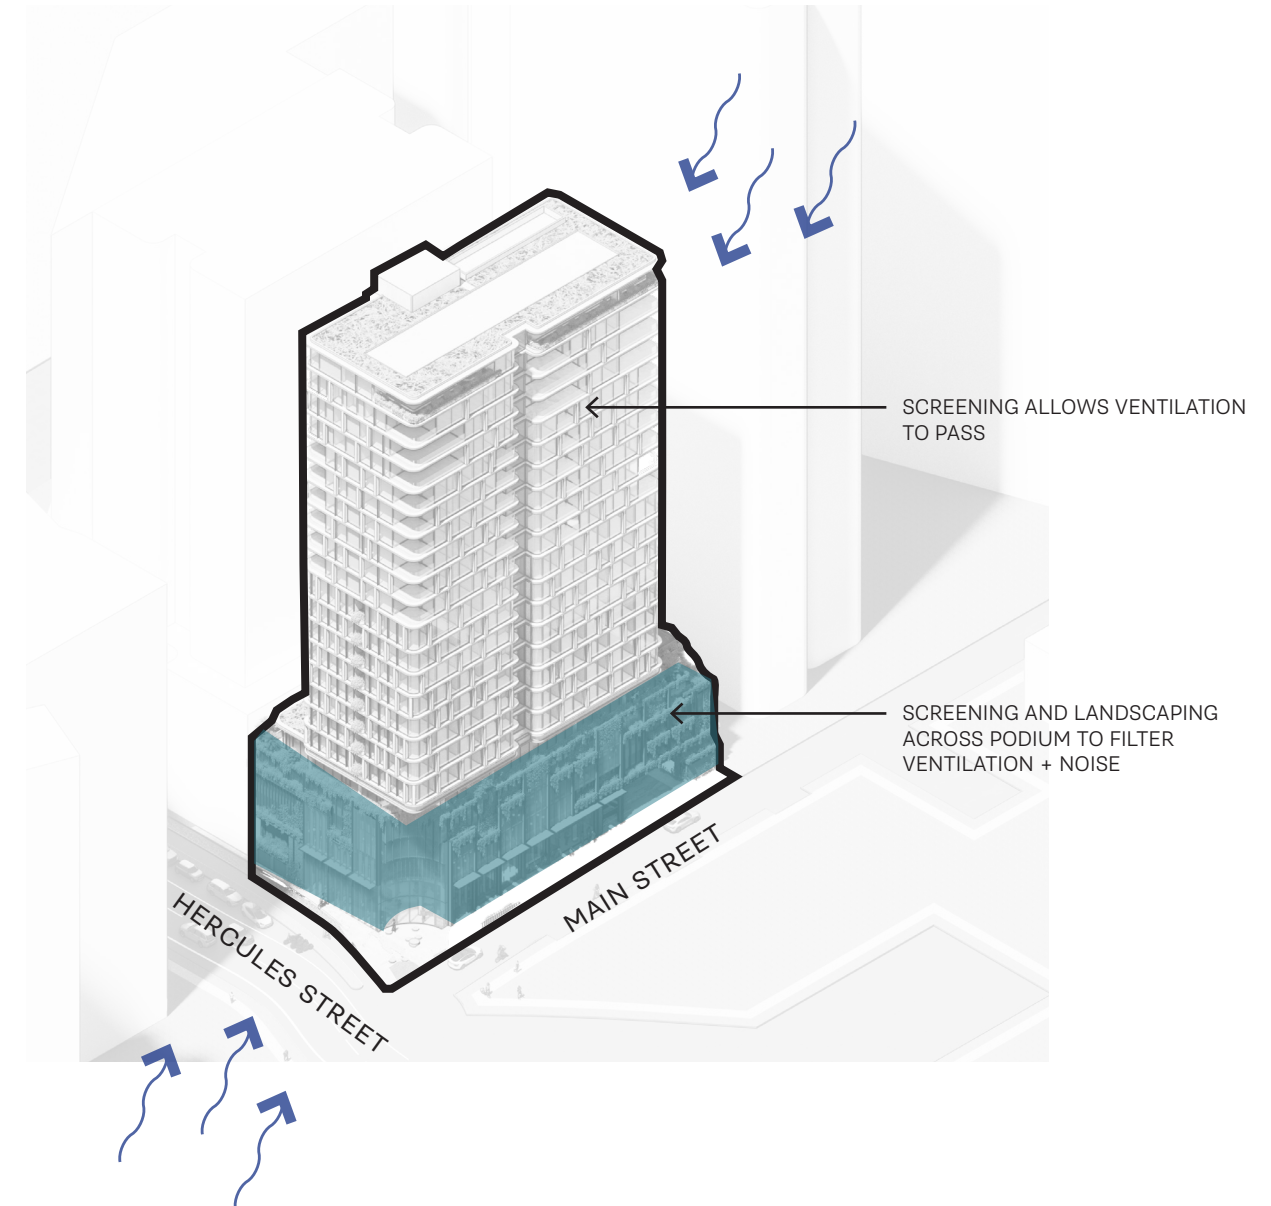 SCREENING ALLOWS VENTILATION
TO PASS
SCREENING AND LANDSCAPING
ACROSS PODIUM TO FILTER
VENTILATION + NOISE
MAIN STREET
HERCULES STREET